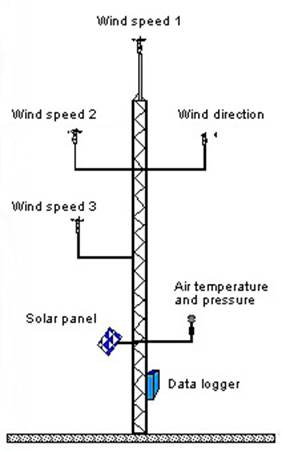 Wind speed 1
Wind speed 2
Wind direction
Wind speed 3
Air temperature
and pressure
Solar panel
Data logger